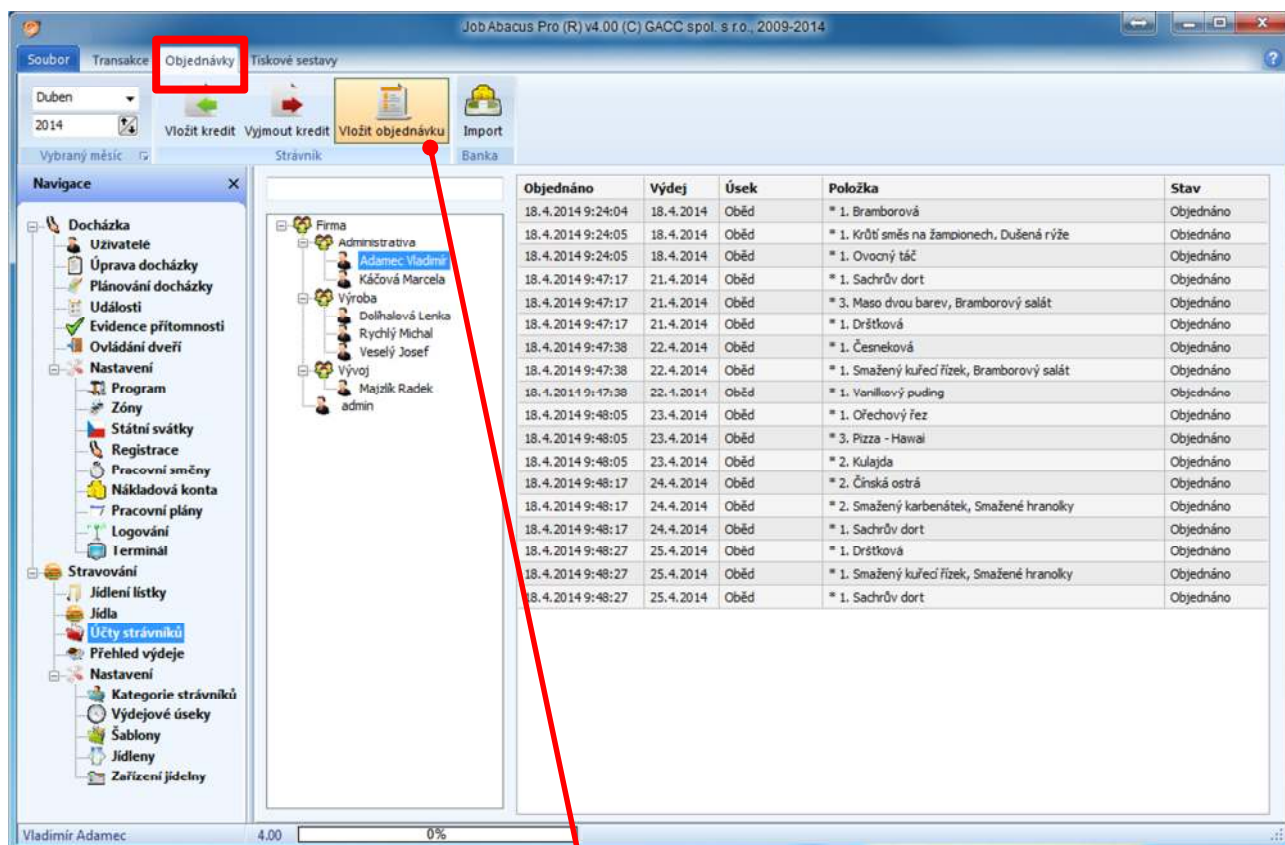 Job Abacus Pro (R) v4.00 (C) GACC spol. s r.o., 2009-2014
Soubor Transakce Objednávky Tiskové sestavy
Duben
2014
Vložit kredit Vyjmout kredit Vložit objednávku Import
Vybraný měsíc Strávník Banka
Navigace
Docházka
Uživatelé
Úprava docházky
Plánování docházky
Události
Evidence přítomnosti
Ovládání dveří
Nastavení
Program
Zóny
Státní svátky
Registrace
Pracovní směny
Nákladová konta
Pracovní plány
Logování
Terminál
Stravování
Jídlení lístky
Jídla
Účty strávníků
Přehled výdeje
Nastavení
Kategorie strávníků
Výdejové úseky
Šablony
Jídleny
Zařízení jídelny
Firma
Administrativa
Adamec Vladimír
Káčová Marcela
Výroba
Dolíhalová Lenka
Rychlý Michal
Veselý Josef
Vývoj
Majzlík Radek
admin
Objednáno Výdej Úsek Položka Stav
18.4.2014 9:24:04 18.4.2014 Oběd * 1. Bramborová Objednáno
18.4.2014 9:24:05 18.4.2014 Oběd * 1. Krůtí směs na žampionech, Dušená rýže Objednáno
18.4.2014 9:24:05 18.4.2014 Oběd * 1. Ovocný táč Objednáno
18.4.2014 9:47:17 21.4.2014 Oběd * 1. Sachrův dort Objednáno
18.4.2014 9:47:17 21.4.2014 Oběd * 3. Maso dvou barev, Bramborový salát Objednáno
18.4.2014 9:47:17 21.4.2014 Oběd * 1. Držťková Objednáno
18.4.2014 9:47:38 22.4.2014 Oběd * 1. Česneková Objednáno
18.4.2014 9:47:38 22.4.2014 Oběd * 1. Smažený kuřecí řízek, Bramborový salát Objednáno
18.4.2014 9:47:38 22.4.2014 Oběd * 1. Vanilkový puding Objednáno
18.4.2014 9:48:05 23.4.2014 Oběd * 1. Ořechový řez Objednáno
18.4.2014 9:48:05 23.4.2014 Oběd * 3. Pizza - Hawai Objednáno
18.4.2014 9:48:05 23.4.2014 Oběd * 2. Kulajda Objednáno
18.4.2014 9:48:17 24.4.2014 Oběd * 2. Čínská ostrá Objednáno
18.4.2014 9:48:17 24.4.2014 Oběd * 2. Smažený karbenátek, Smažené hranolky Objednáno
18.4.2014 9:48:17 24.4.2014 Oběd * 1. Sachrův dort Objednáno
18.4.2014 9:48:27 25.4.2014 Oběd * 1. Držťková Objednáno
18.4.2014 9:48:27 25.4.2014 Oběd * 1. Smažený kuřecí řízek, Smažené hranolky Objednáno
18.4.2014 9:48:27 25.4.2014 Oběd * 1. Sachrův dort Objednáno
Vladimír Adamec 4.00 0%